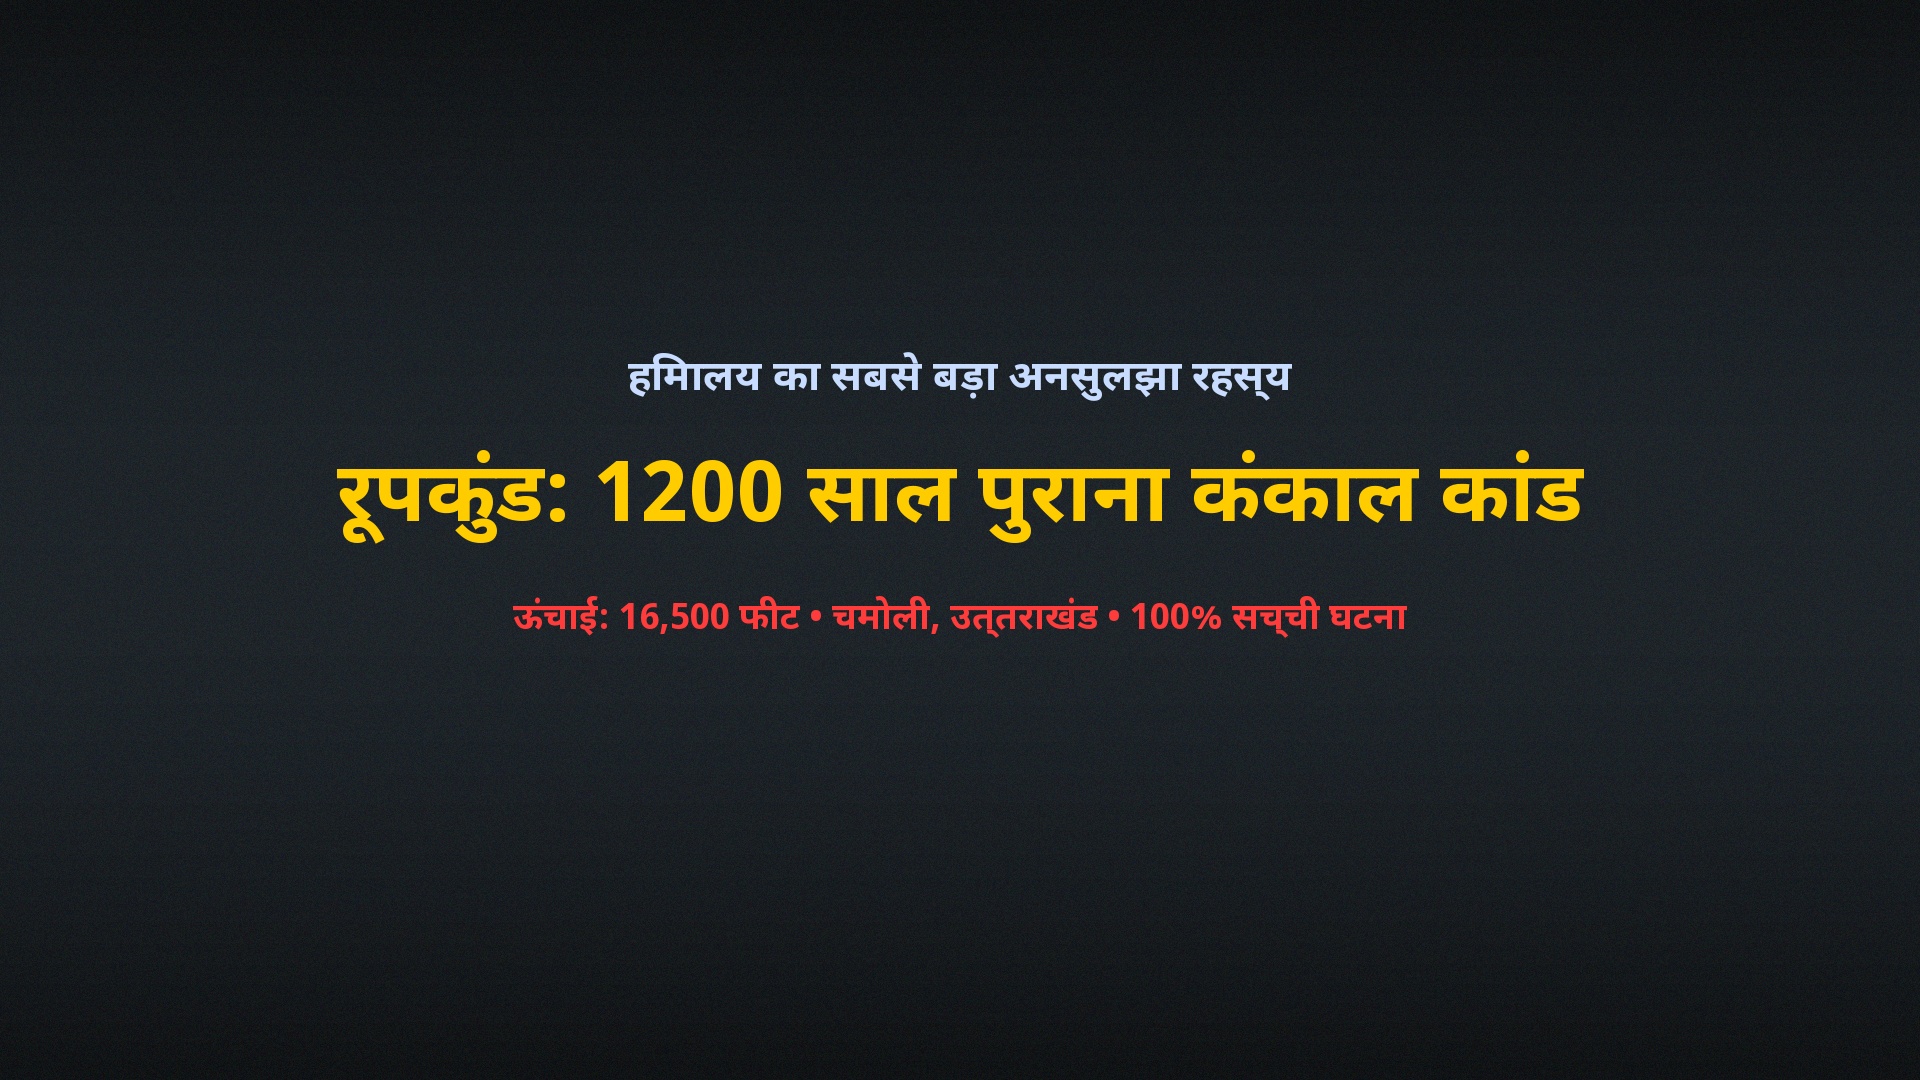 हिमालय का सबसे बड़ा अनसुलझा रहस्य
रूपकुंड: 1200 साल पुराना कंकाल कांड
ऊंचाई: 16,500 फीट • चमोली, उत्तराखंड • 100% सच्ची घटना